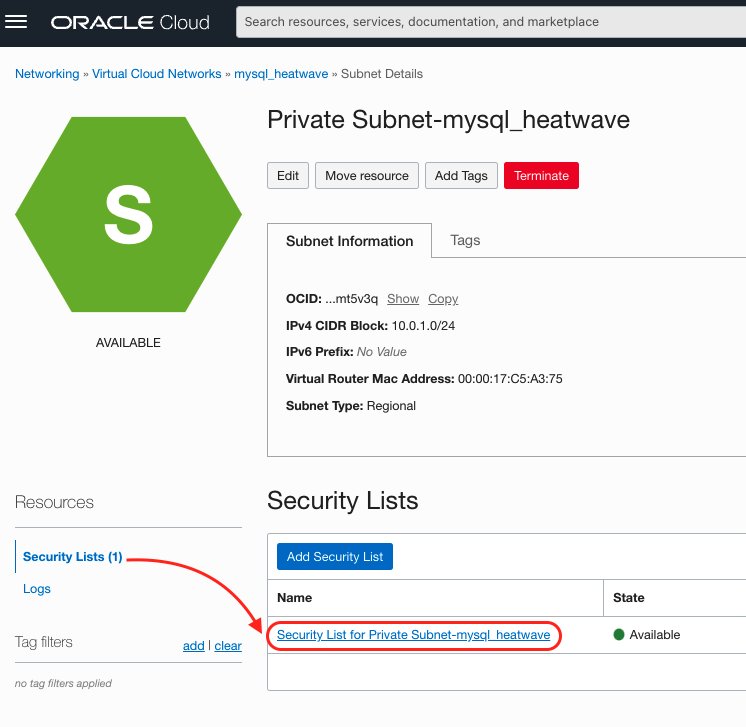 ORACLE Cloud
Search resources, services, documentation, and marketplace
Networking » Virtual Cloud Networks » mysql_heatwave » Subnet Details
S
AVAILABLE
Private Subnet-mysql_heatwave
Edit Move resource Add Tags Terminate
Subnet Information Tags
OCID: ...mt5v3q Show Copy
IPv4 CIDR Block: 10.0.1.0/24
IPv6 Prefix: No Value
Virtual Router Mac Address: 00:00:17:C5:A3:75
Subnet Type: Regional
Resources
Security Lists (1)
Logs
Tag filters add | clear
no tag filters applied
Security Lists
Add Security List
Name State
Security List for Private Subnet-mysql_heatwave Available